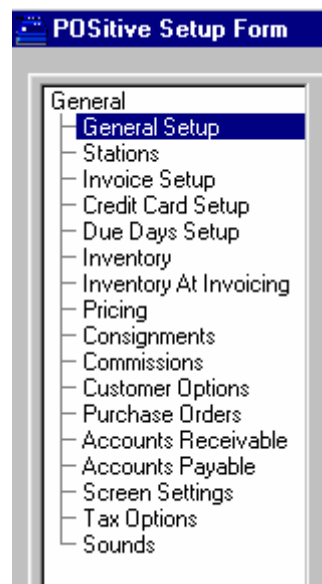 POSitive Setup Form
General
General Setup
Stations
Invoice Setup
Credit Card Setup
Due Days Setup
Inventory
Inventory At Invoicing
Pricing
Consignments
Commissions
Customer Options
Purchase Orders
Accounts Receivable
Accounts Payable
Screen Settings
Tax Options
Sounds